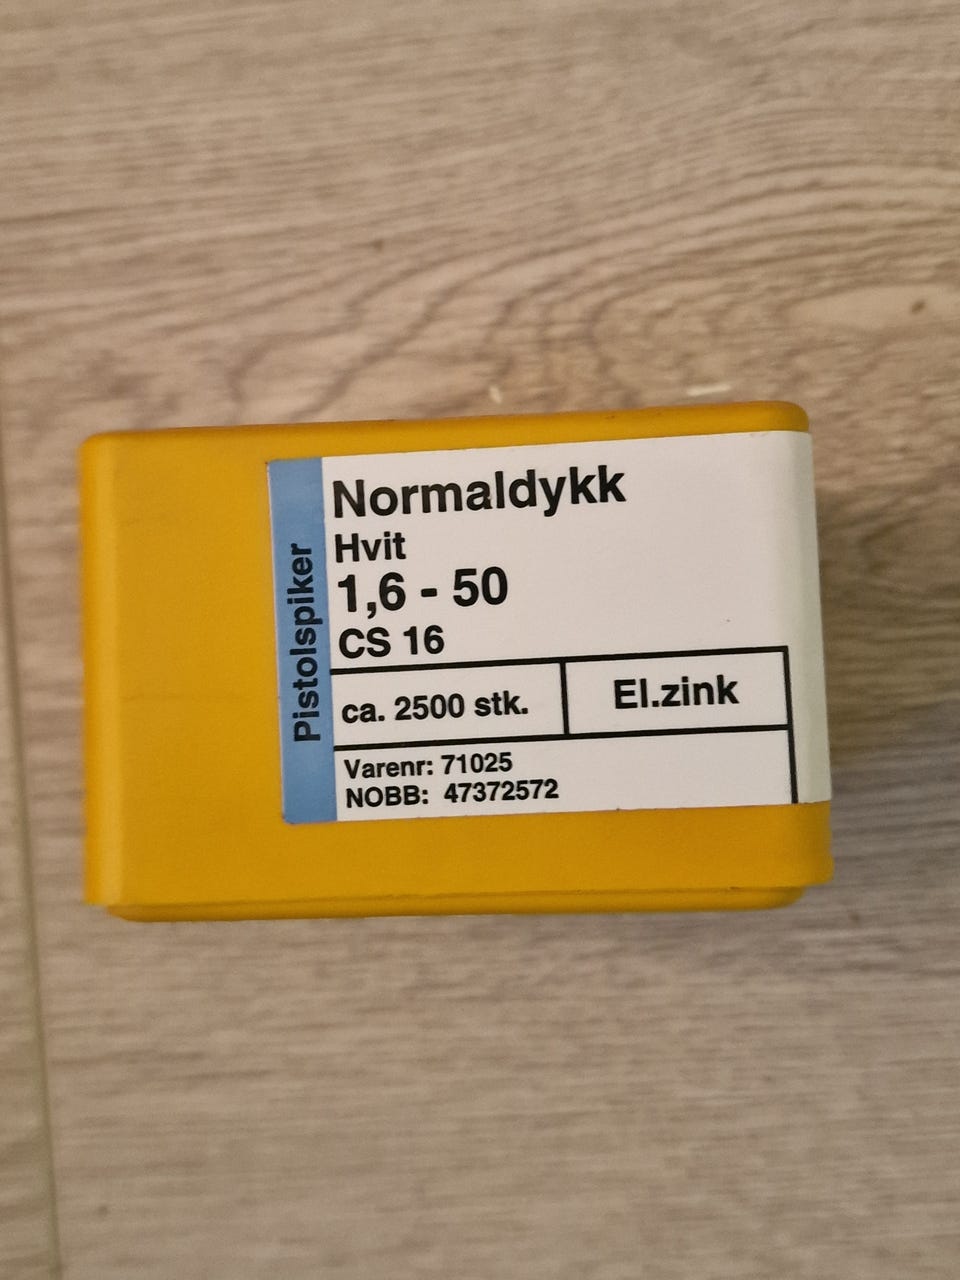 Pistolspiker
Normaldykk
Hvit
1,6 - 50
CS 16
ca. 2500 stk.
El.zink
Varenr: 71025
NOBB: 47372572